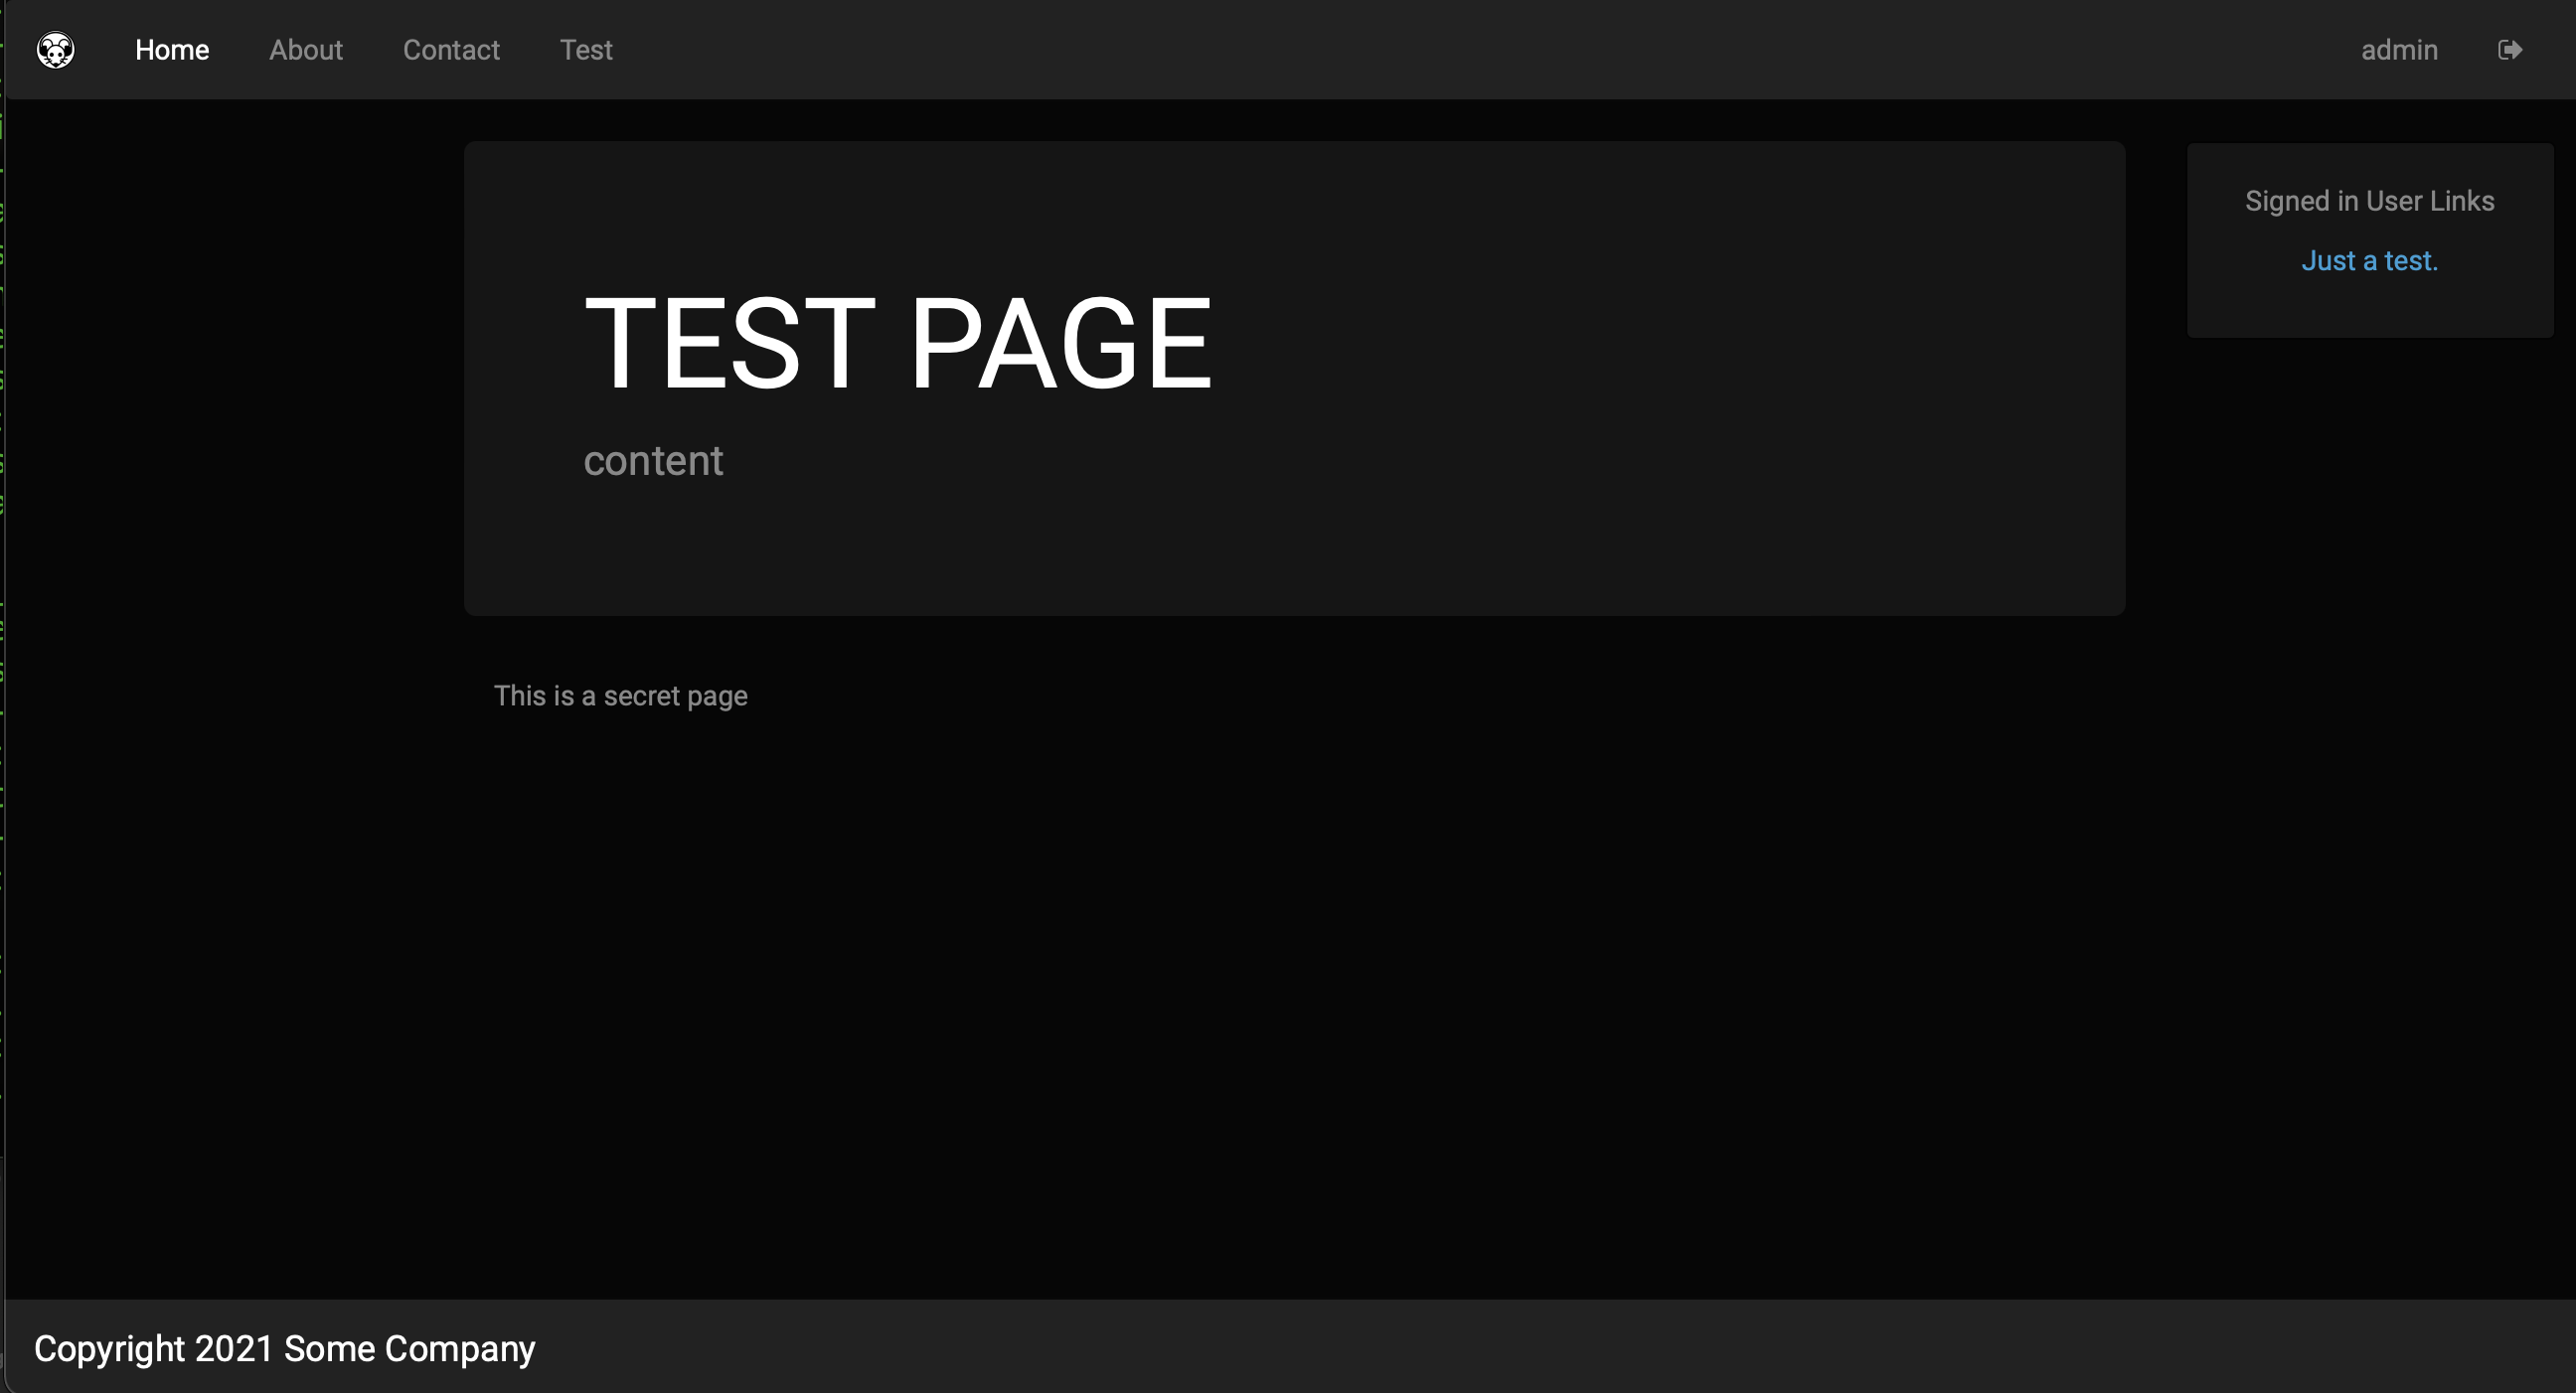 Home About Contact Test admin
TEST PAGE
content
This is a secret page
Signed in User Links
Just a test.
Copyright 2021 Some Company